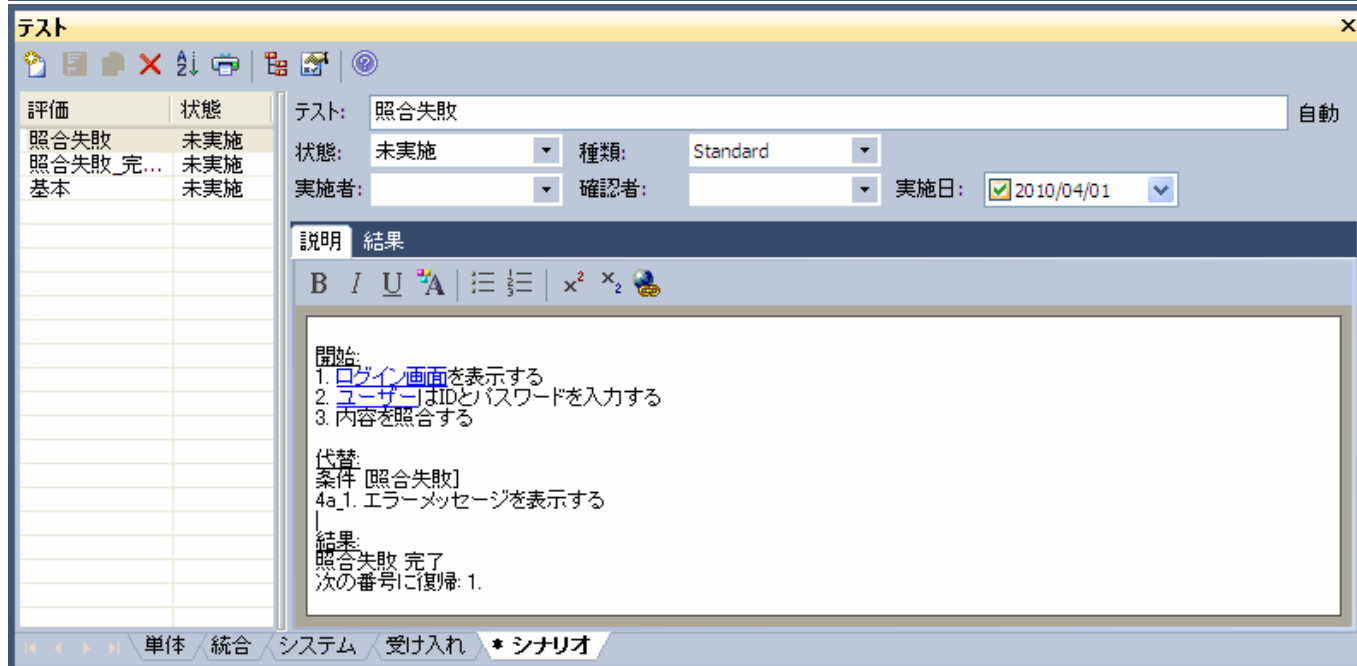 テスト
評価 状態
照合失敗 未実施
照合失敗_完... 未実施
基本 未実施
テスト: 照合失敗 自動
状態: 未実施 種類: Standard
実施者: 確認者: 実施日: 2010/04/01
説明 結果
B I U A x² x₂
開始:
1. ログイン画面を表示する
2. ユーザーはIDとパスワードを入力する
3. 内容を照合する
代替:
条件 [照合失敗]
4a_1. エラーメッセージを表示する
結果:
照合失敗 完了
次の番号に復帰: 1.
単体 統合 システム 受け入れ * シナリオ